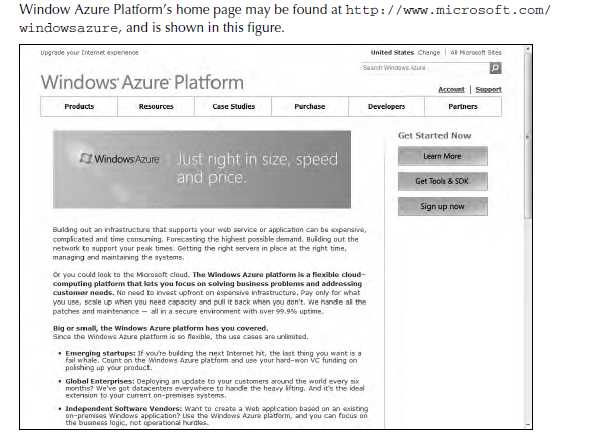 Window Azure Platform's home page may be found at http://www.microsoft.com/
windowsazure, and is shown in this figure.
Upgrade your Internet experience
United States Change | All Microsoft Sites
Search Windows Azure
Windows Azure Platform
Account | Support
Products Resources Case Studies Purchase Developers Partners
Get Started Now
Windows Azure Just right in size, speed
and price.
Learn More
Get Tools & SDK
Sign up now
Building out an infrastructure that supports your web service or application can be expensive,
complicated and time consuming. Forecasting the highest possible demand. Building out the
network to support your peak times. Getting the right servers in place at the right time,
managing and maintaining the systems.
Or you could look to the Microsoft cloud. The Windows Azure platform is a flexible cloud-
computing platform that lets you focus on solving business problems and addressing
customer needs. No need to invest upfront on expensive infrastructure. Pay only for what
you use, scale up when you need capacity and pull it back when you don't. We handle all the
patches and maintenance — all in a secure environment with over 99.9% uptime.
Big or small, the Windows Azure platform has you covered.
Since the Windows Azure platform is so flexible, the use cases are unlimited.
• Emerging startups: If you're building the next Internet hit, the last thing you want is a
fail whale. Count on the Windows Azure platform and use your hard-won VC funding on
polishing up your product.
• Global Enterprises: Deploying an update to your customers around the world every six
months? We've got datacenters everywhere to handle the heavy lifting. And it's the ideal
extension to your current on-premises systems.
• Independent Software Vendors: Want to create a Web application based on an existing
on-premises Windows application? Use the Windows Azure platform, and you can focus on
the business logic, not operational hurdles.